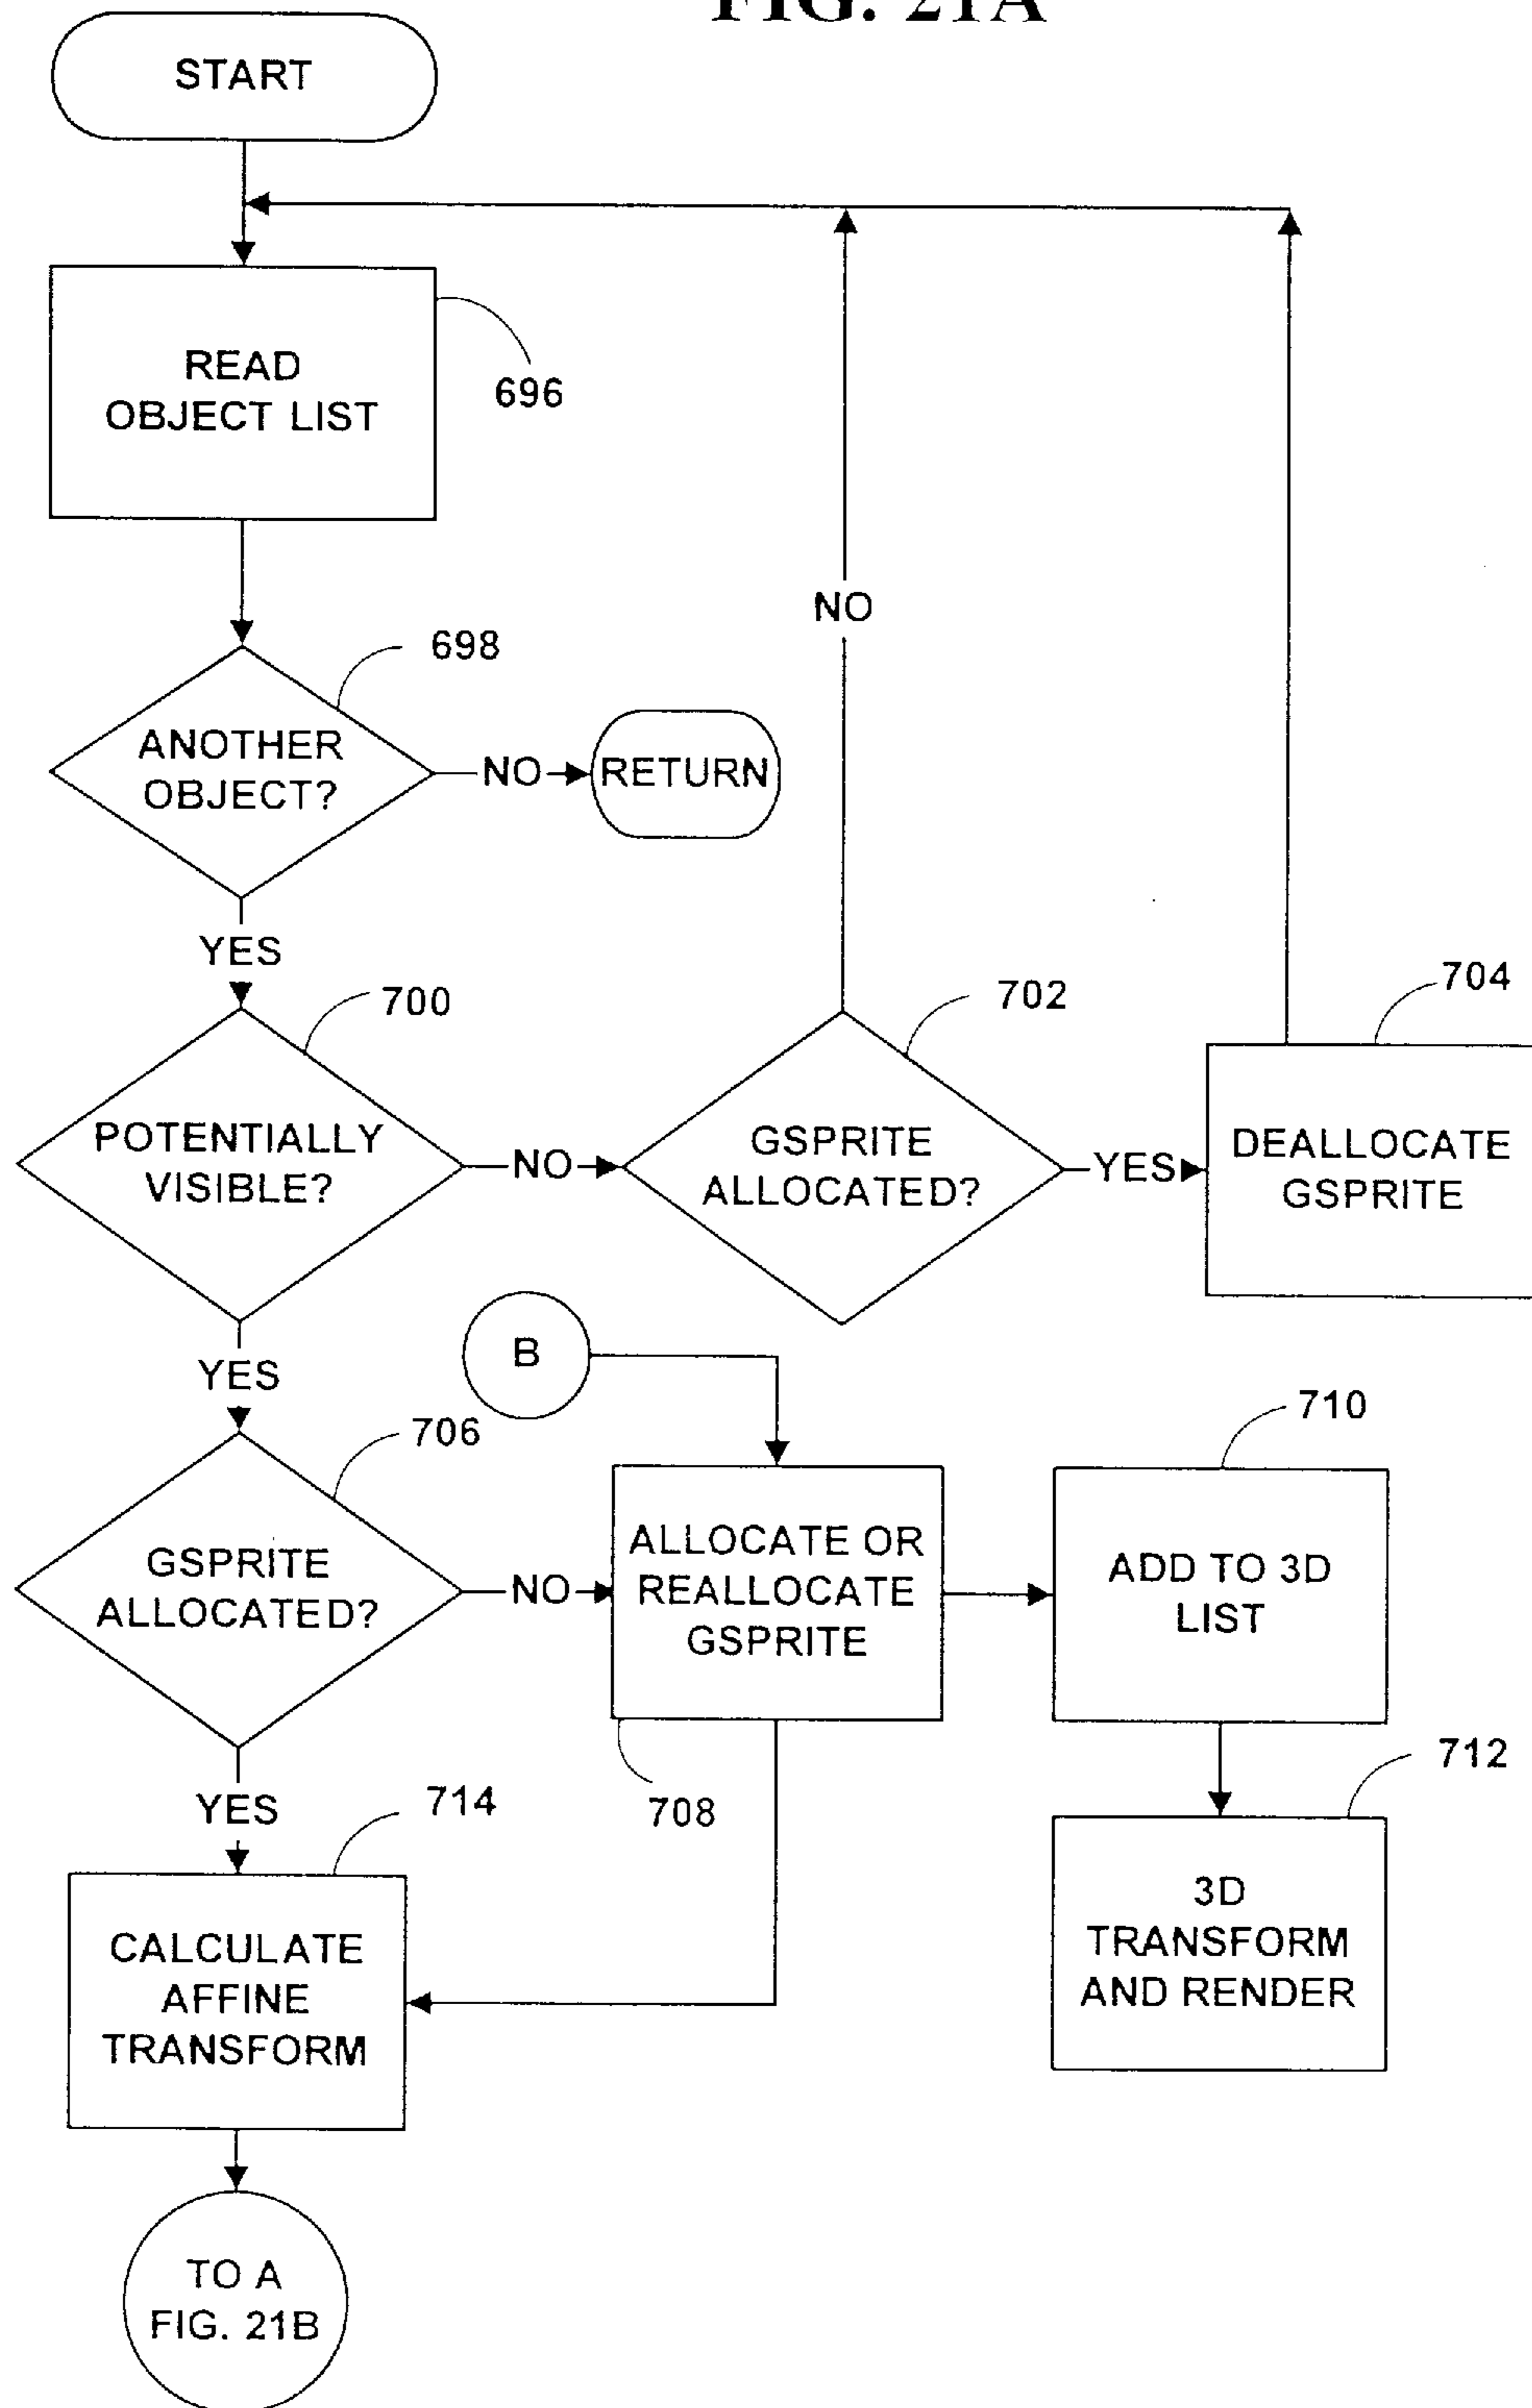 FIG. 21A
START
READ
OBJECT LIST
696
698
ANOTHER
OBJECT?
NO
RETURN
NO
YES
700
POTENTIALLY
VISIBLE?
NO
702
GSPRITE
ALLOCATED?
YES
704
DEALLOCATE
GSPRITE
YES
B
706
GSPRITE
ALLOCATED?
NO
ALLOCATE OR
REALLOCATE
GSPRITE
708
710
ADD TO 3D
LIST
712
3D
TRANSFORM
AND RENDER
YES
714
CALCULATE
AFFINE
TRANSFORM
TO A
FIG. 21B